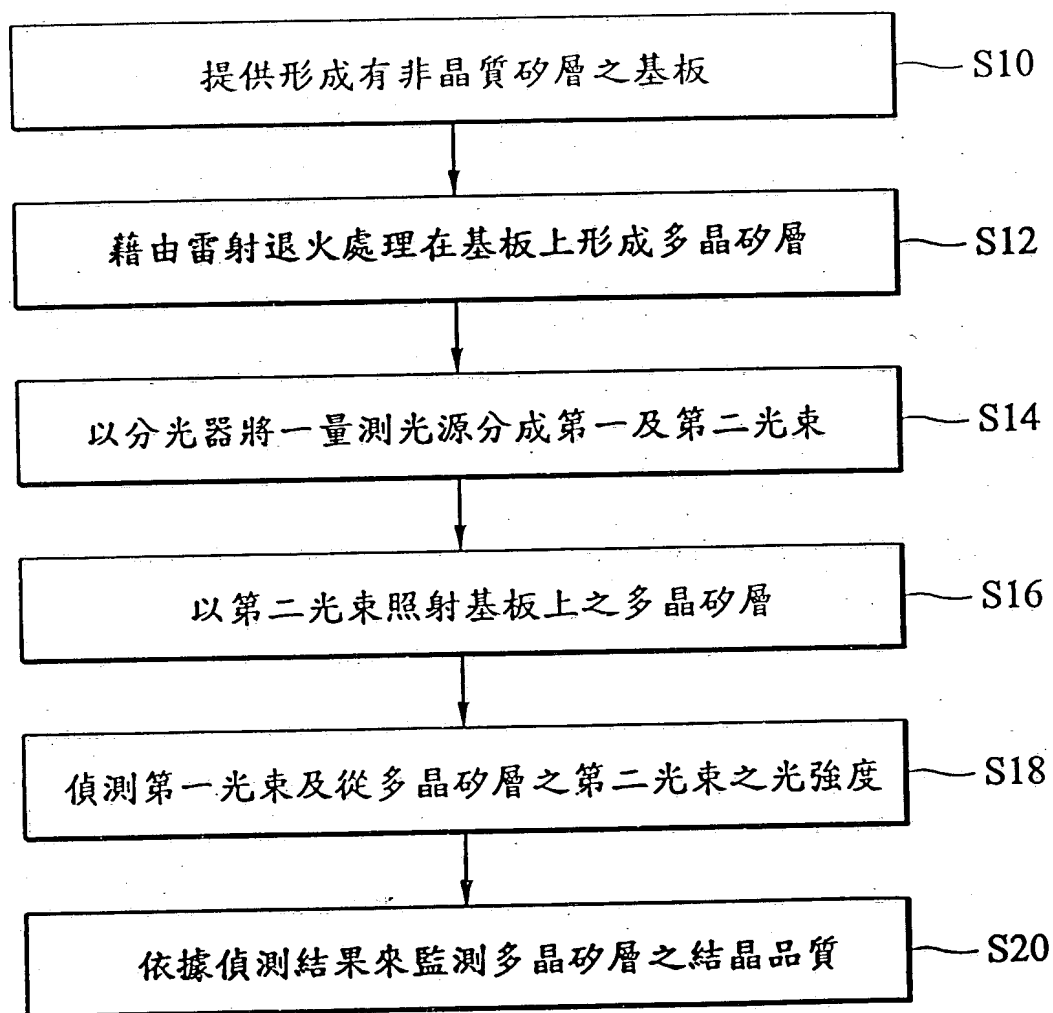 提供形成有非晶質矽層之基板
S10
藉由雷射退火處理在基板上形成多晶矽層
S12
以分光器將一量測光源分成第一及第二光束
S14
以第二光束照射基板上之多晶矽層
S16
偵測第一光束及從多晶矽層之第二光束之光強度
S18
依據偵測結果來監測多晶矽層之結晶品質
S20